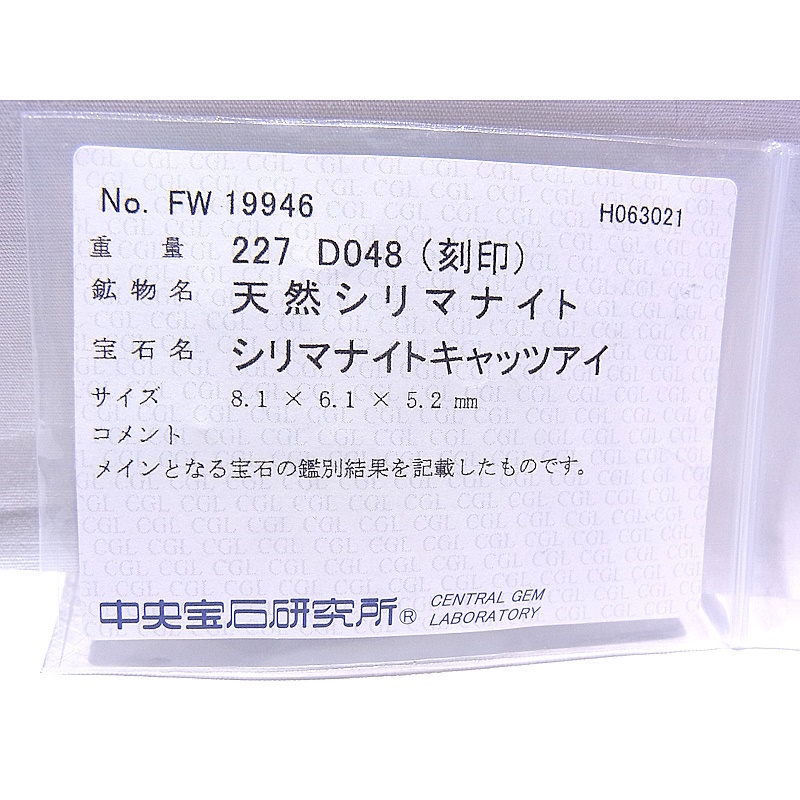 No. FW 19946
H063021
重 量 227 D048 (刻印)
鉱物名 天然シリマナイト
宝石名 シリマナイトキャッツアイ
サイズ 8.1 × 6.1 × 5.2 mm
コメント
メインとなる宝石の鑑別結果を記載したものです。
中央宝石研究所® CENTRAL GEM
LABORATORY